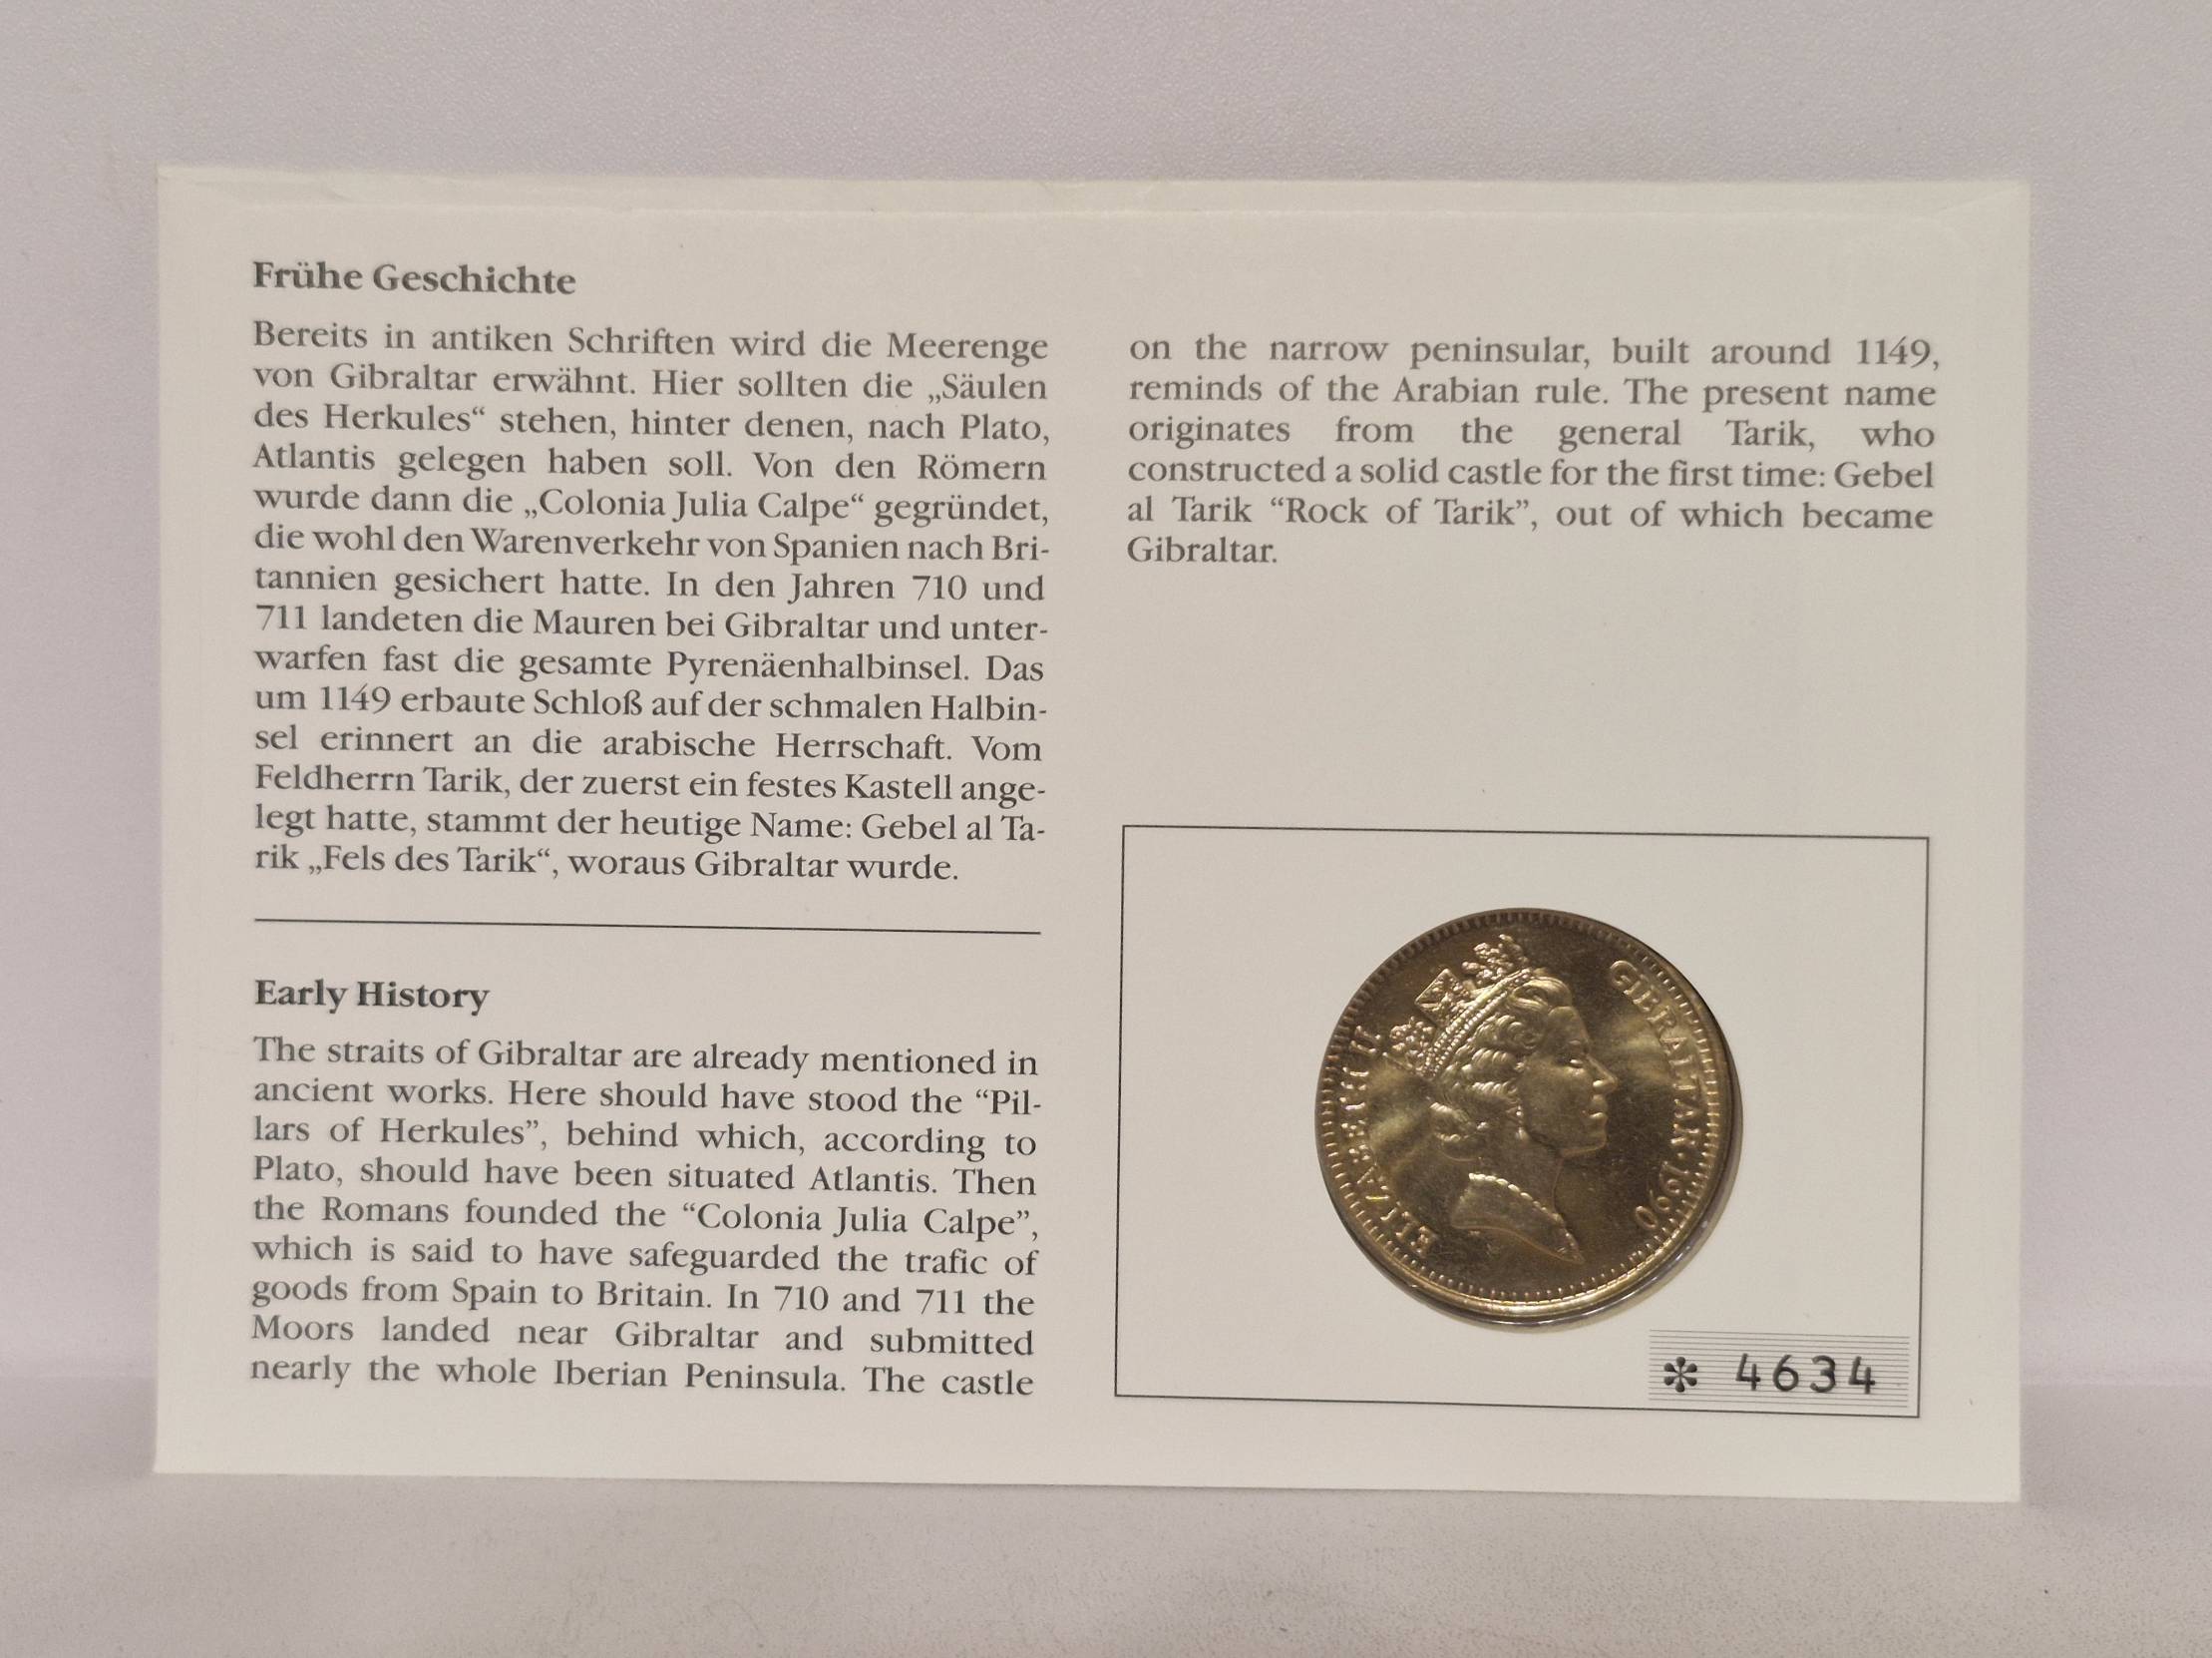 Frühe Geschichte
Bereits in antiken Schriften wird die Meerenge
von Gibraltar erwähnt. Hier sollten die „Säulen
des Herkules“ stehen, hinter denen, nach Plato,
Atlantis gelegen haben soll. Von den Römern
wurde dann die „Colonia Julia Calpe“ gegründet,
die wohl den Warenverkehr von Spanien nach Bri-
tannien gesichert hatte. In den Jahren 710 und
711 landeten die Mauren bei Gibraltar und unter-
warfen fast die gesamte Pyrenäenhalbinsel. Das
um 1149 erbaute Schloß auf der schmalen Halbin-
sel erinnert an die arabische Herrschaft. Vom
Feldherrn Tarik, der zuerst ein festes Kastell ange-
legt hatte, stammt der heutige Name: Gebel al Ta-
rik „Fels des Tarik“, woraus Gibraltar wurde.
Early History
The straits of Gibraltar are already mentioned in
ancient works. Here should have stood the “Pil-
lars of Herkules”, behind which, according to
Plato, should have been situated Atlantis. Then
the Romans founded the “Colonia Julia Calpe”,
which is said to have safeguarded the trafic of
goods from Spain to Britain. In 710 and 711 the
Moors landed near Gibraltar and submitted
nearly the whole Iberian Peninsula. The castle
on the narrow peninsular, built around 1149,
reminds of the Arabian rule. The present name
originates from the general Tarik, who
constructed a solid castle for the first time: Gebel
al Tarik “Rock of Tarik”, out of which became
Gibraltar.
ELIZABETH II
GIBRALTAR · 1990
✻ 4634